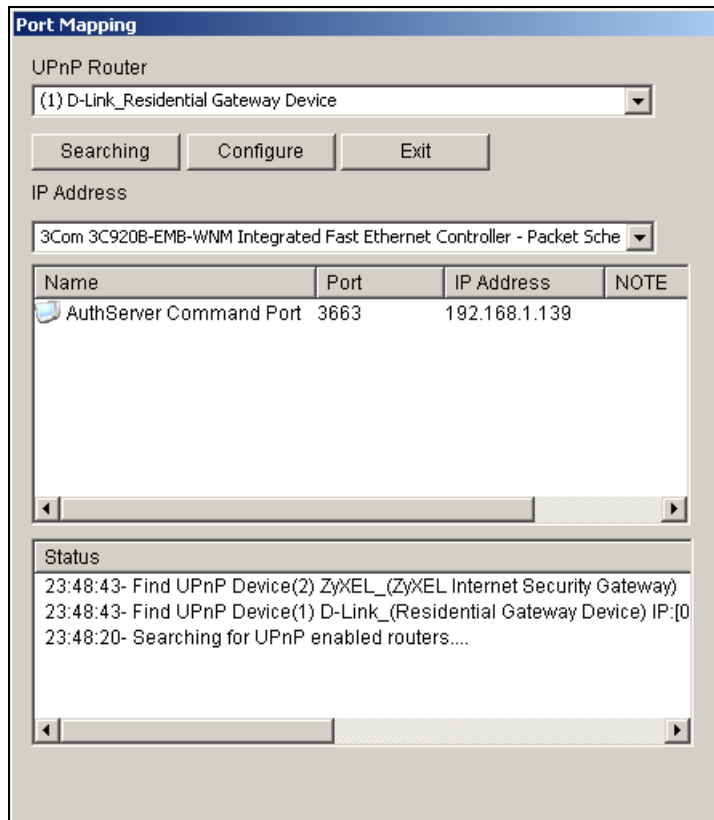 Port Mapping
UPnP Router
(1) D-Link_Residential Gateway Device
Searching Configure Exit
IP Address
3Com 3C920B-EMB-WNM Integrated Fast Ethernet Controller - Packet Sche
Name Port IP Address NOTE
AuthServer Command Port 3663 192.168.1.139
Status
23:48:43- Find UPnP Device(2) ZyXEL_(ZyXEL Internet Security Gateway)
23:48:43- Find UPnP Device(1) D-Link_(Residential Gateway Device) IP:[0
23:48:20- Searching for UPnP enabled routers....